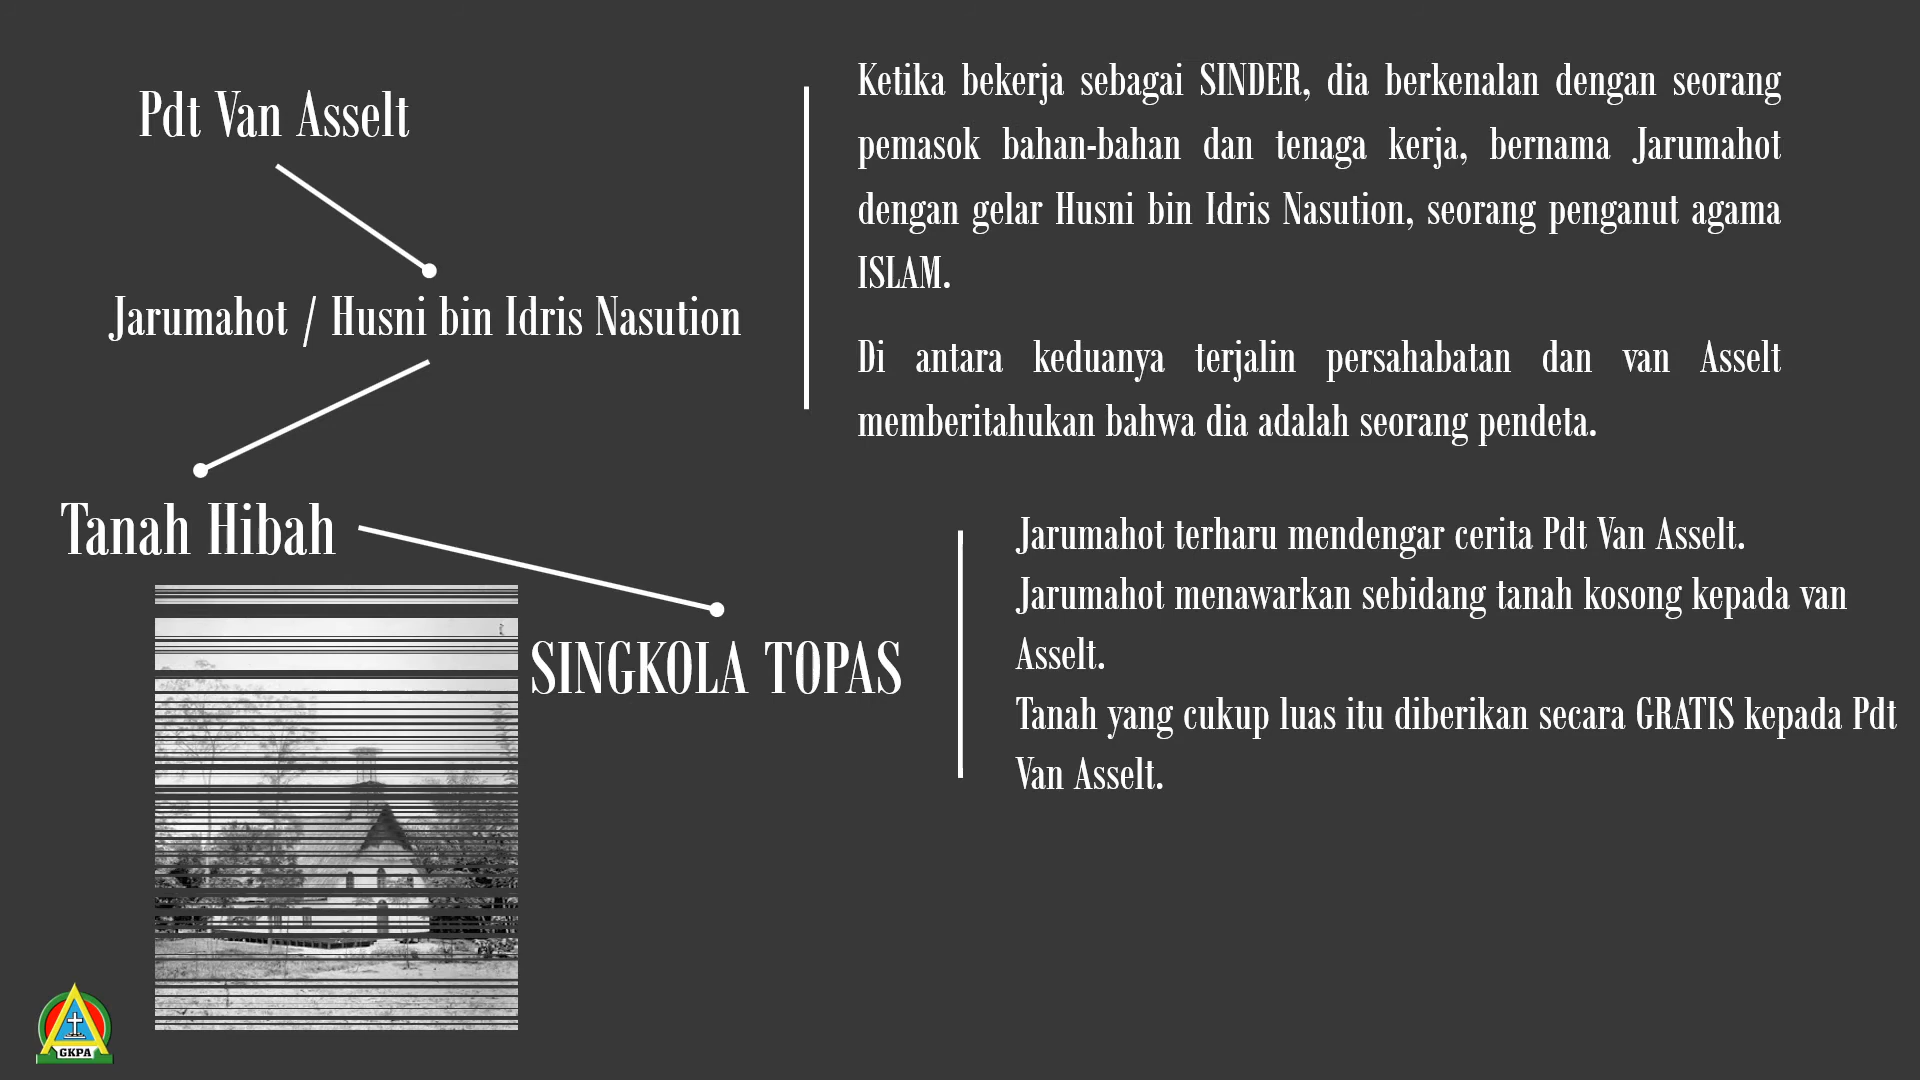 Pdt Van Asselt
Jarumahot / Husni bin Idris Nasution
Tanah Hibah
SINGKOLA TOPAS
Ketika bekerja sebagai SINDER, dia berkenalan dengan seorang
pemasok bahan-bahan dan tenaga kerja, bernama Jarumahot
dengan gelar Husni bin Idris Nasution, seorang penganut agama
ISLAM.
Di antara keduanya terjalin persahabatan dan van Asselt
memberitahukan bahwa dia adalah seorang pendeta.
Jarumahot terharu mendengar cerita Pdt Van Asselt.
Jarumahot menawarkan sebidang tanah kosong kepada van
Asselt.
Tanah yang cukup luas itu diberikan secara GRATIS kepada Pdt
Van Asselt.
GKPA